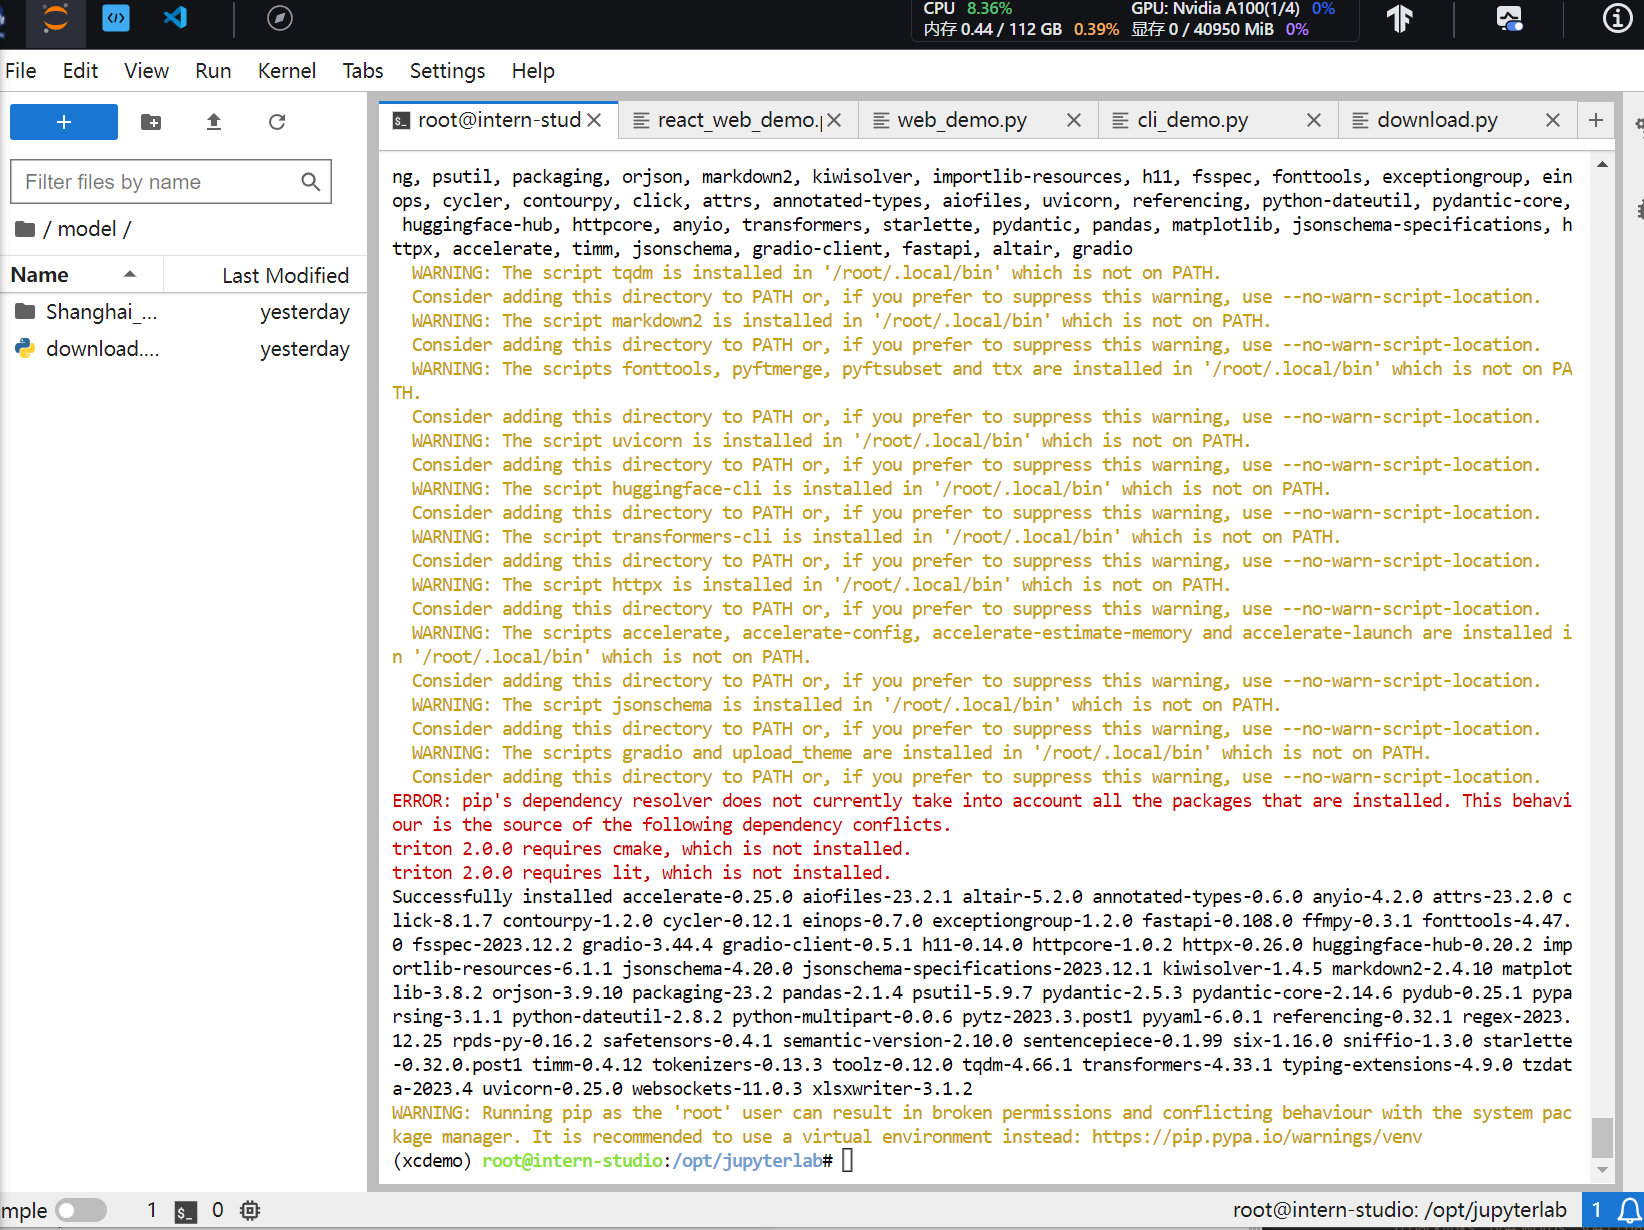 CPU 8.36% GPU: Nvidia A100(1/4) 0%
内存 0.44 / 112 GB 0.39% 显存 0 / 40950 MiB 0%
File Edit View Run Kernel Tabs Settings Help
root@intern-stud react_web_demo.p web_demo.py cli_demo.py download.py
Filter files by name
/ model /
Name Last Modified
Shanghai_... yesterday
download.... yesterday
ng, psutil, packaging, orjson, markdown2, kiwisolver, importlib-resources, h11, fsspec, fonttools, exceptiongroup, ein
ops, cycler, contourpy, click, attrs, annotated-types, aiofiles, uvicorn, referencing, python-dateutil, pydantic-core,
huggingface-hub, httpcore, anyio, transformers, starlette, pydantic, pandas, matplotlib, jsonschema-specifications, h
ttpx, accelerate, timm, jsonschema, gradio-client, fastapi, altair, gradio
WARNING: The script tqdm is installed in '/root/.local/bin' which is not on PATH.
Consider adding this directory to PATH or, if you prefer to suppress this warning, use --no-warn-script-location.
WARNING: The script markdown2 is installed in '/root/.local/bin' which is not on PATH.
Consider adding this directory to PATH or, if you prefer to suppress this warning, use --no-warn-script-location.
WARNING: The scripts fonttools, pyftmerge, pyftsubset and ttx are installed in '/root/.local/bin' which is not on PA
TH.
Consider adding this directory to PATH or, if you prefer to suppress this warning, use --no-warn-script-location.
WARNING: The script uvicorn is installed in '/root/.local/bin' which is not on PATH.
Consider adding this directory to PATH or, if you prefer to suppress this warning, use --no-warn-script-location.
WARNING: The script huggingface-cli is installed in '/root/.local/bin' which is not on PATH.
Consider adding this directory to PATH or, if you prefer to suppress this warning, use --no-warn-script-location.
WARNING: The script transformers-cli is installed in '/root/.local/bin' which is not on PATH.
Consider adding this directory to PATH or, if you prefer to suppress this warning, use --no-warn-script-location.
WARNING: The script httpx is installed in '/root/.local/bin' which is not on PATH.
Consider adding this directory to PATH or, if you prefer to suppress this warning, use --no-warn-script-location.
WARNING: The scripts accelerate, accelerate-config, accelerate-estimate-memory and accelerate-launch are installed i
n '/root/.local/bin' which is not on PATH.
Consider adding this directory to PATH or, if you prefer to suppress this warning, use --no-warn-script-location.
WARNING: The script jsonschema is installed in '/root/.local/bin' which is not on PATH.
Consider adding this directory to PATH or, if you prefer to suppress this warning, use --no-warn-script-location.
WARNING: The scripts gradio and upload_theme are installed in '/root/.local/bin' which is not on PATH.
Consider adding this directory to PATH or, if you prefer to suppress this warning, use --no-warn-script-location.
ERROR: pip's dependency resolver does not currently take into account all the packages that are installed. This behavi
our is the source of the following dependency conflicts.
triton 2.0.0 requires cmake, which is not installed.
triton 2.0.0 requires lit, which is not installed.
Successfully installed accelerate-0.25.0 aiofiles-23.2.1 altair-5.2.0 annotated-types-0.6.0 anyio-4.2.0 attrs-23.2.0 c
lick-8.1.7 contourpy-1.2.0 cycler-0.12.1 einops-0.7.0 exceptiongroup-1.2.0 fastapi-0.108.0 ffmpy-0.3.1 fonttools-4.47.
0 fsspec-2023.12.2 gradio-3.44.4 gradio-client-0.5.1 h11-0.14.0 httpcore-1.0.2 httpx-0.26.0 huggingface-hub-0.20.2 imp
ortlib-resources-6.1.1 jsonschema-4.20.0 jsonschema-specifications-2023.12.1 kiwisolver-1.4.5 markdown2-2.4.10 matplot
lib-3.8.2 orjson-3.9.10 packaging-23.2 pandas-2.1.4 psutil-5.9.7 pydantic-2.5.3 pydantic-core-2.14.6 pydub-0.25.1 pypa
rsing-3.1.1 python-dateutil-2.8.2 python-multipart-0.0.6 pytz-2023.3.post1 pyyaml-6.0.1 referencing-0.32.1 regex-2023.
12.25 rpds-py-0.16.2 safetensors-0.4.1 semantic-version-2.10.0 sentencepiece-0.1.99 six-1.16.0 sniffio-1.3.0 starlette
-0.32.0.post1 timm-0.4.12 tokenizers-0.13.3 toolz-0.12.0 tqdm-4.66.1 transformers-4.33.1 typing-extensions-4.9.0 tzdat
a-2023.4 uvicorn-0.25.0 websockets-11.0.3 xlsxwriter-3.1.2
WARNING: Running pip as the 'root' user can result in broken permissions and conflicting behaviour with the system pac
kage manager. It is recommended to use a virtual environment instead: https://pip.pypa.io/warnings/venv
(xcdemo) root@intern-studio:/opt/jupyterlab#
mple 1 0 root@intern-studio: /opt/jupyterlab 1